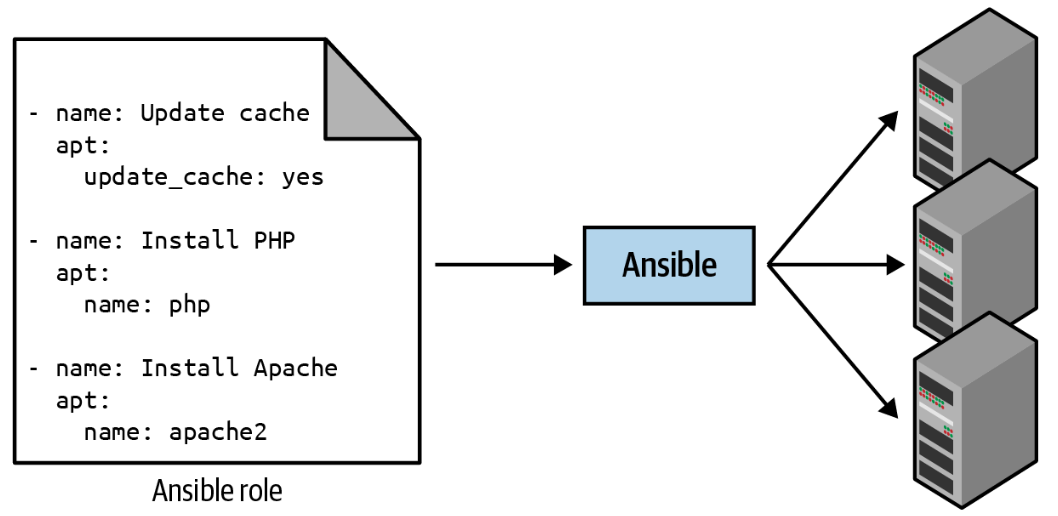 - name: Update cache
  apt:
    update_cache: yes
- name: Install PHP
  apt:
    name: php
- name: Install Apache
  apt:
    name: apache2
Ansible role
Ansible